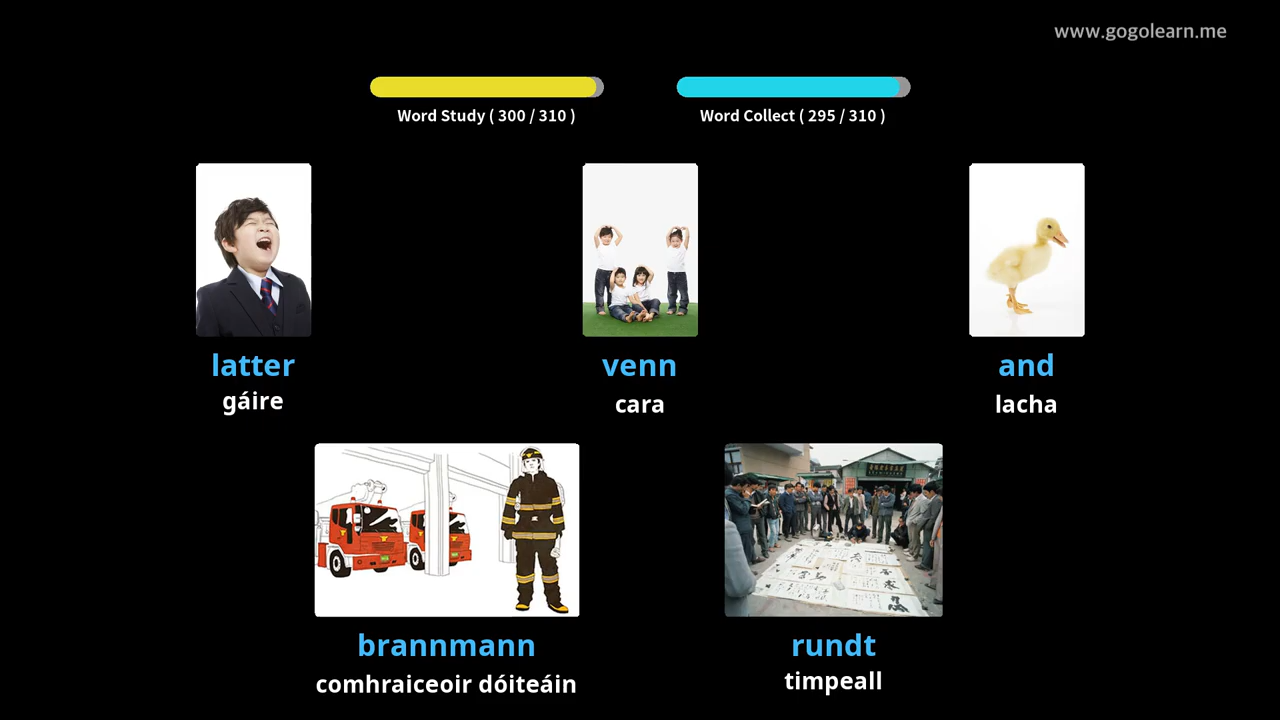 www.gogolearn.me
Word Study ( 300 / 310 )
Word Collect ( 295 / 310 )
latter
gáire
venn
cara
and
lacha
brannmann
comhraiceoir dóiteáin
rundt
timpeall